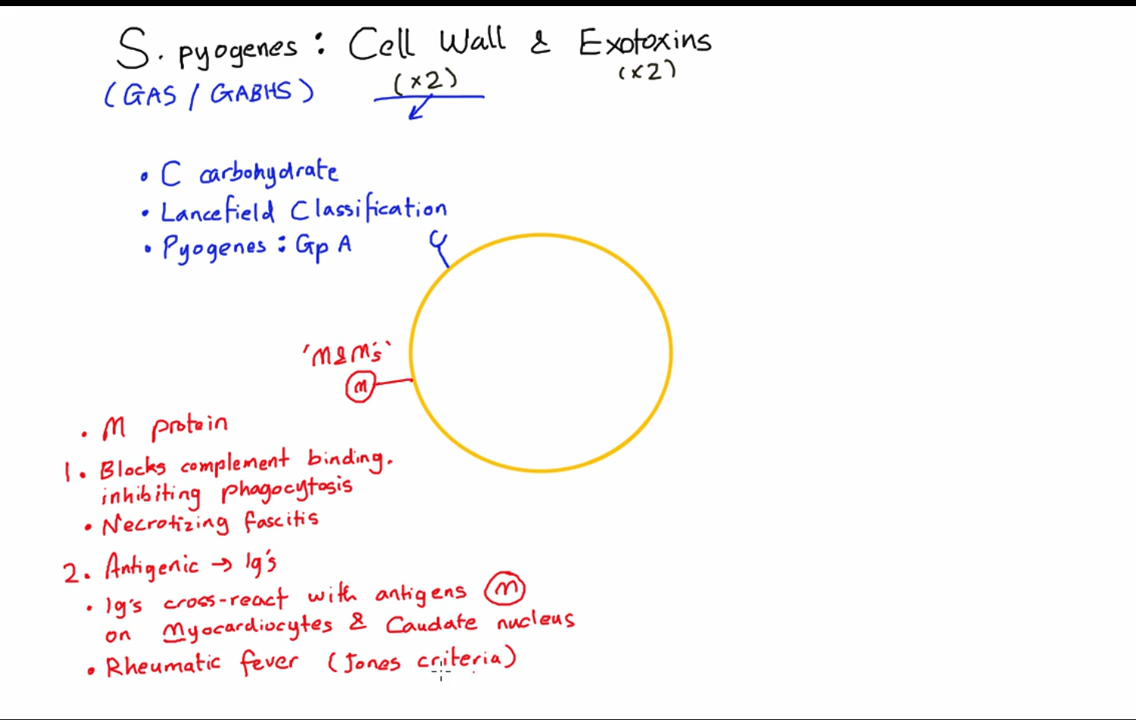 S. pyogenes : Cell Wall & Exotoxins
(GAS / GABHS) (x2) (x2)
• C carbohydrate
• Lancefield Classification
• Pyogenes : Gp A
'M&M's'
M
• M protein
1. Blocks complement binding.
inhibiting phagocytosis
• Necrotizing fascitis
2. Antigenic → Ig's
• Ig's cross-react with antigens M
on Myocardiocytes & Caudate nucleus
• Rheumatic fever (Jones criteria)